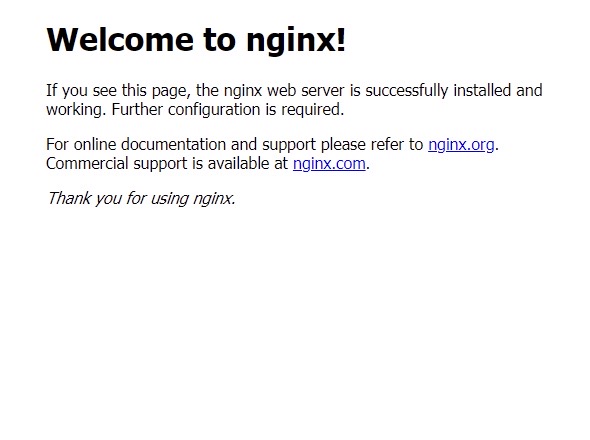 Welcome to nginx!
If you see this page, the nginx web server is successfully installed and
working. Further configuration is required.
For online documentation and support please refer to nginx.org.
Commercial support is available at nginx.com.
Thank you for using nginx.